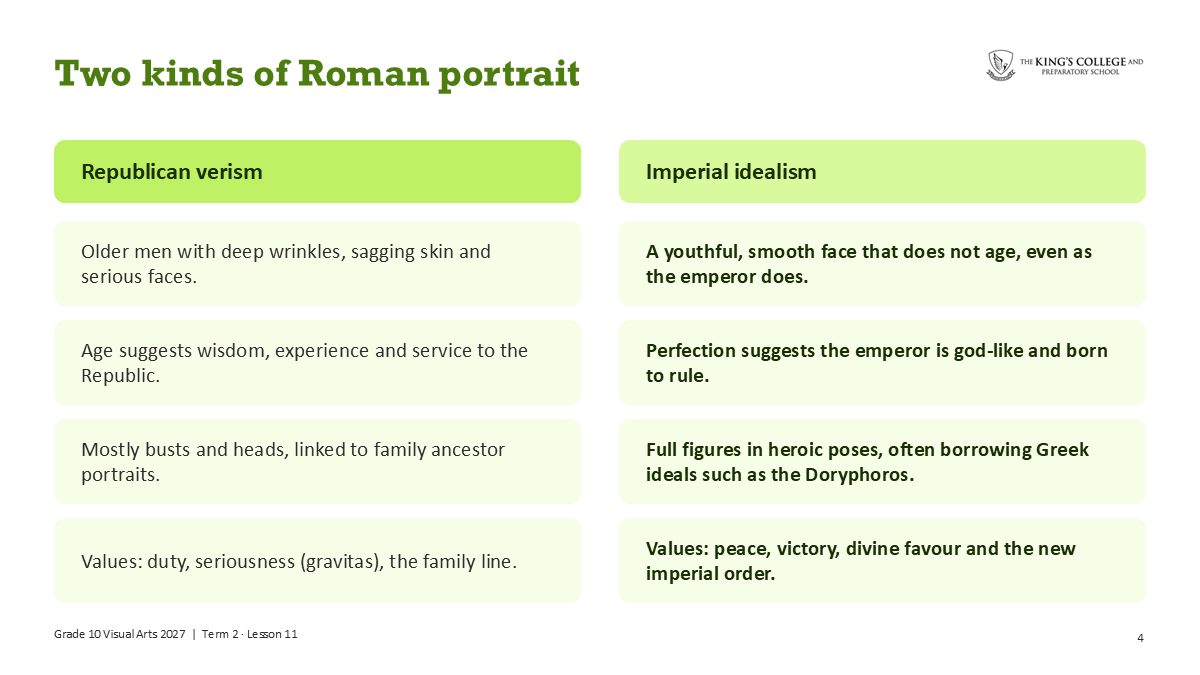 Two kinds of Roman portrait
THE KING'S COLLEGE AND
PREPARATORY SCHOOL
Republican verism
Older men with deep wrinkles, sagging skin and
serious faces.
Age suggests wisdom, experience and service to the
Republic.
Mostly busts and heads, linked to family ancestor
portraits.
Values: duty, seriousness (gravitas), the family line.
Imperial idealism
A youthful, smooth face that does not age, even as
the emperor does.
Perfection suggests the emperor is god-like and born
to rule.
Full figures in heroic poses, often borrowing Greek
ideals such as the Doryphoros.
Values: peace, victory, divine favour and the new
imperial order.
Grade 10 Visual Arts 2027 | Term 2 · Lesson 11
4